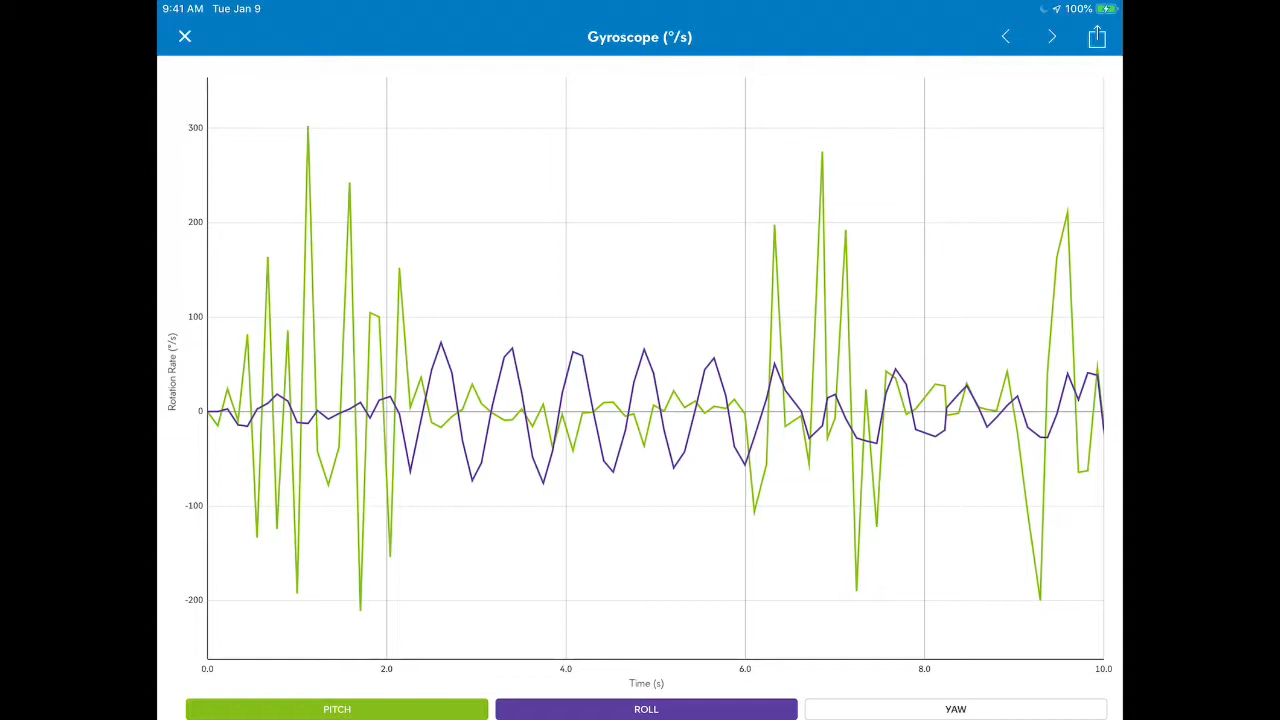 9:41 AM Tue Jan 9 100%
Gyroscope (°/s)
300
200
100
0
-100
-200
Rotation Rate (°/s)
0.0 2.0 4.0 6.0 8.0 10.0
Time (s)
PITCH ROLL YAW